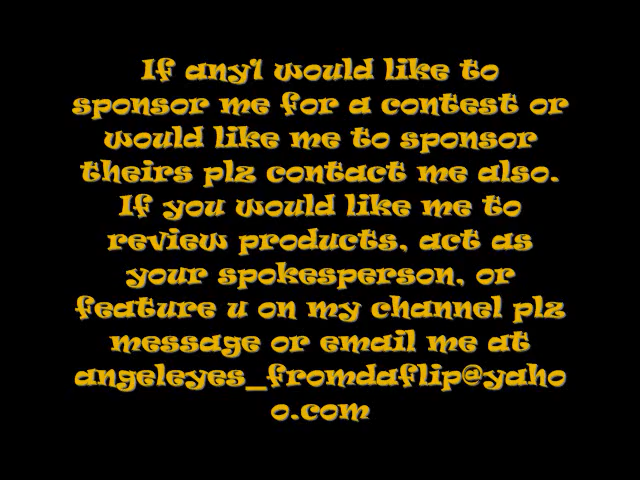 If any'1 would like to
sponsor me for a contest or
would like me to sponsor
theirs plz contact me also.
If you would like me to
review products, act as
your spokesperson, or
feature u on my channel plz
message or email me at
angeleyes_fromdaflip@yaho
o.com